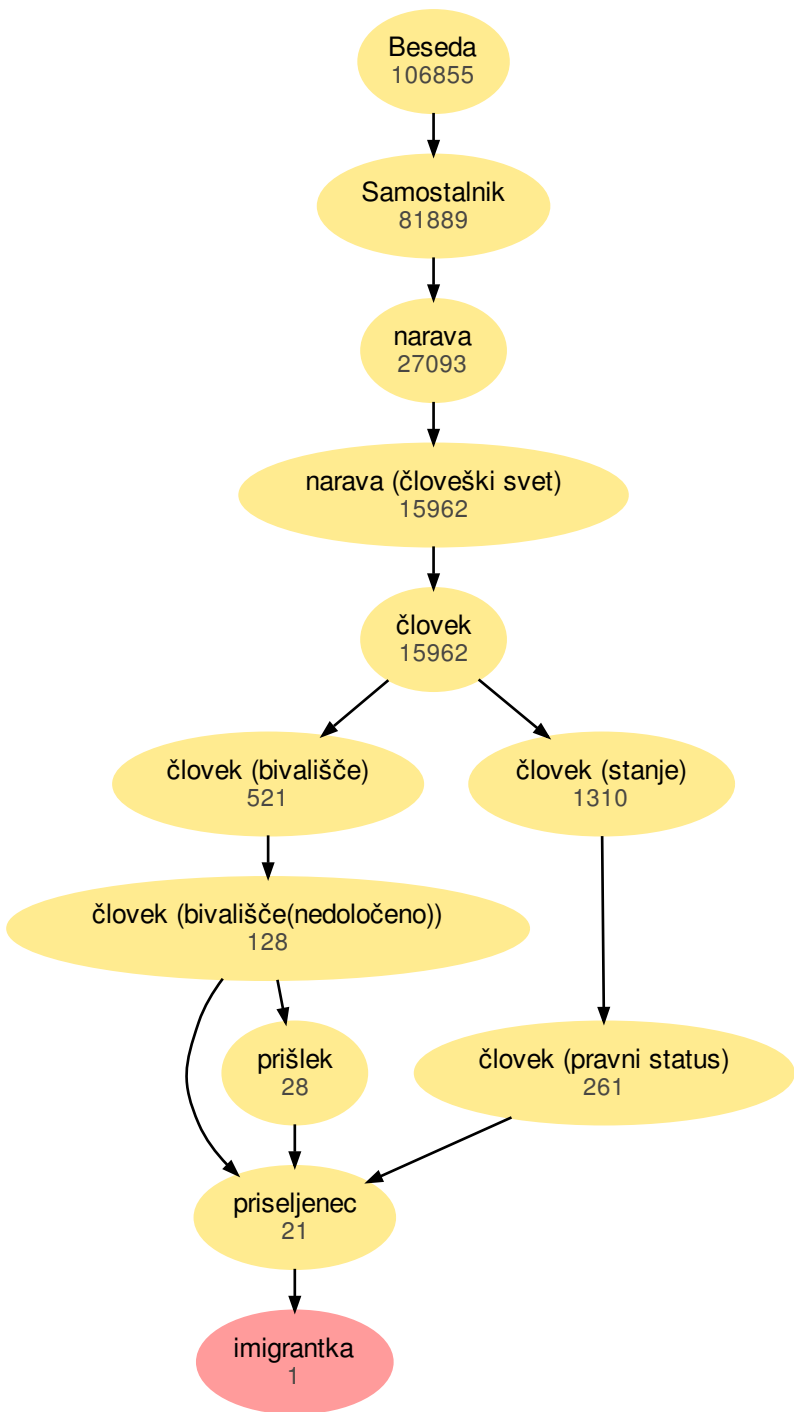 Beseda
106855
Samostalnik
81889
narava
27093
narava (človeški svet)
15962
človek
15962
človek (bivališče)
521
človek (stanje)
1310
človek (bivališče(nedoločeno))
128
prišlek
28
človek (pravni status)
261
priseljenec
21
imigrantka
1